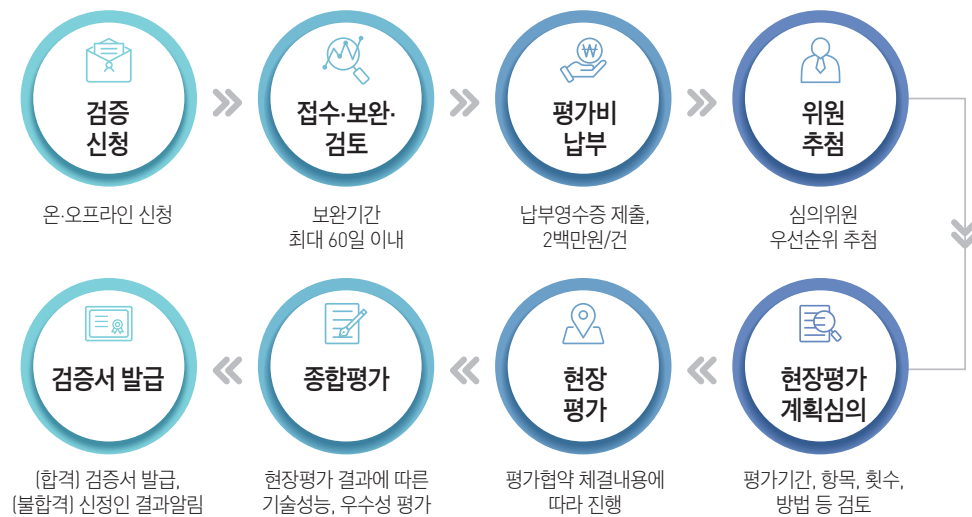 검증
신청
온·오프라인 신청
접수·보완·
검토
보완기간
최대 60일 이내
₩
평가비
납부
납부영수증 제출,
2백만원/건
위원
추첨
심의위원
우선순위 추첨
현장평가
계획심의
평가기간, 항목, 횟수,
방법 등 검토
현장
평가
평가협약 체결내용에
따라 진행
종합평가
현장평가 결과에 따른
기술성능, 우수성 평가
검증서 발급
(합격) 검증서 발급,
(불합격) 신정인 결과알림